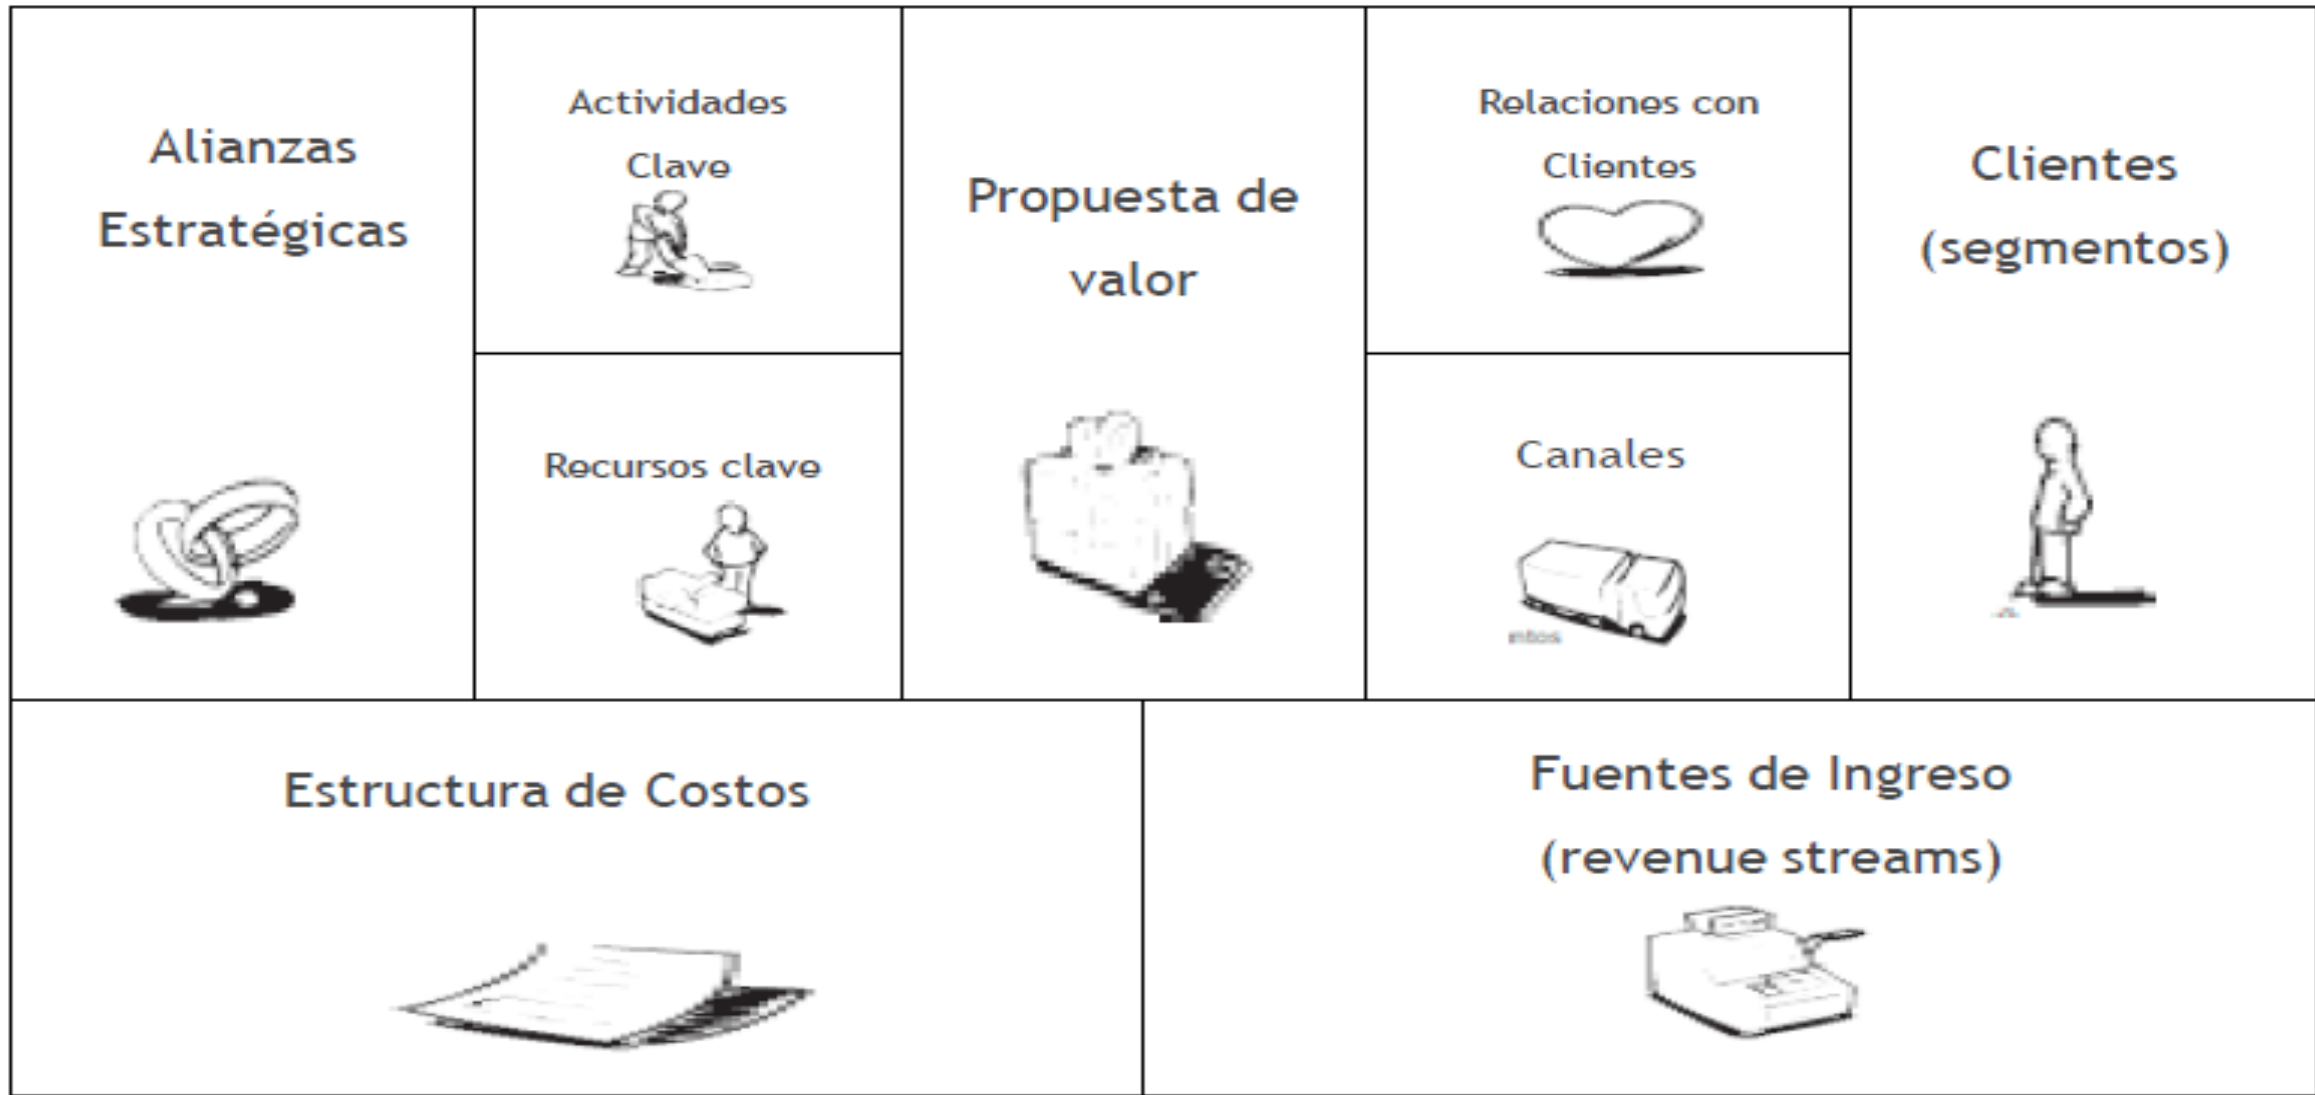 Alianzas
Estratégicas
Actividades
Clave
Recursos clave
Propuesta de
valor
Relaciones con
Clientes
Canales
ntos
Clientes
(segmentos)
Estructura de Costos
Fuentes de Ingreso
(revenue streams)